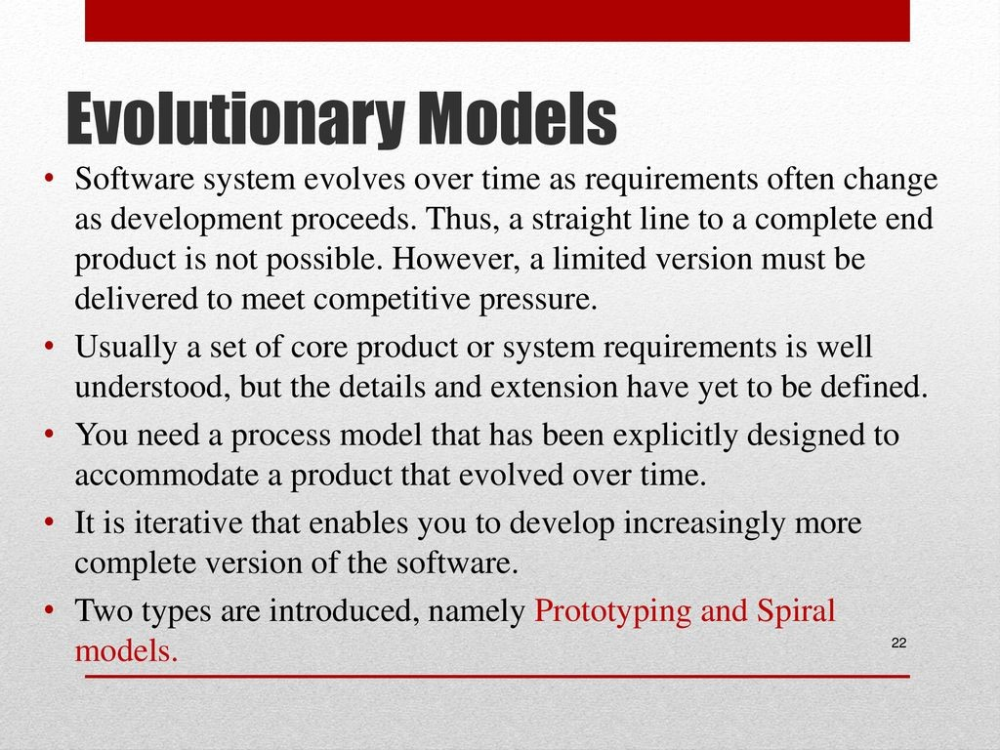 Evolutionary Models
• Software system evolves over time as requirements often change
as development proceeds. Thus, a straight line to a complete end
product is not possible. However, a limited version must be
delivered to meet competitive pressure.
• Usually a set of core product or system requirements is well
understood, but the details and extension have yet to be defined.
• You need a process model that has been explicitly designed to
accommodate a product that evolved over time.
• It is iterative that enables you to develop increasingly more
complete version of the software.
• Two types are introduced, namely Prototyping and Spiral
models.
22